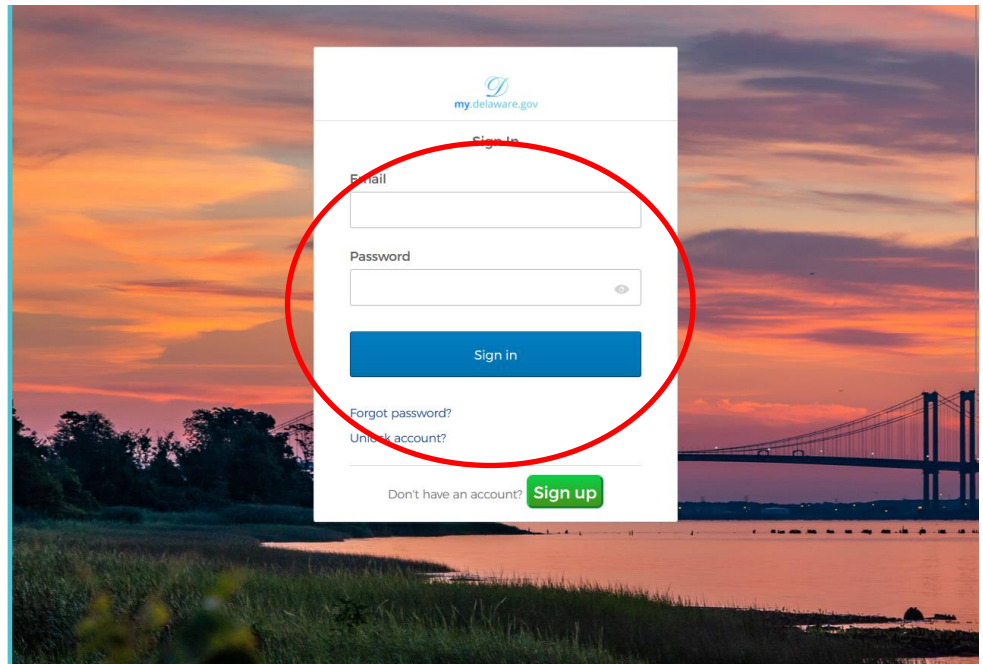 D
my.delaware.gov
Sign In
Email
Password
Sign in
Forgot password?
Unlock account?
Don't have an account? Sign up